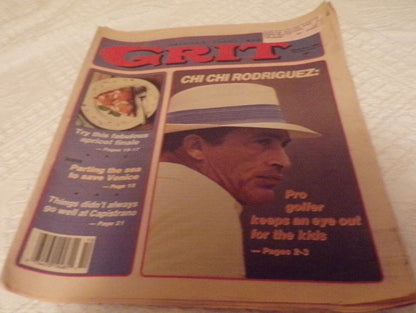 GRIT
CHI CHI RODRIGUEZ:
Try this fabulous
apricot finale
— Pages 16-17
Parting the sea
to save Venice
— Page 18
Things didn't always
go well at Capistrano
— Page 21
Pro
golfer
keeps an eye out
for the kids
— Pages 2-3